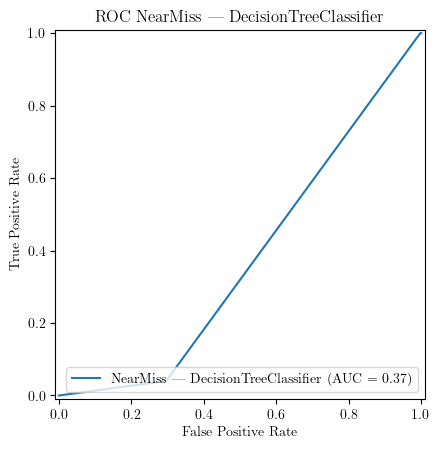 ROC NearMiss — DecisionTreeClassifier
True Positive Rate
1.0
0.8
0.6
0.4
0.2
0.0
NearMiss — DecisionTreeClassifier (AUC = 0.37)
0.0 0.2 0.4 0.6 0.8 1.0
False Positive Rate